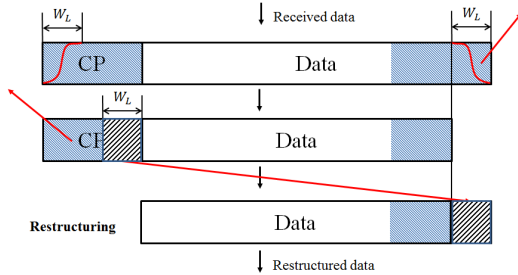 W_L
Received data
W_L
CP
Data
W_L
CP
Data
Restructuring
Data
Restructured data